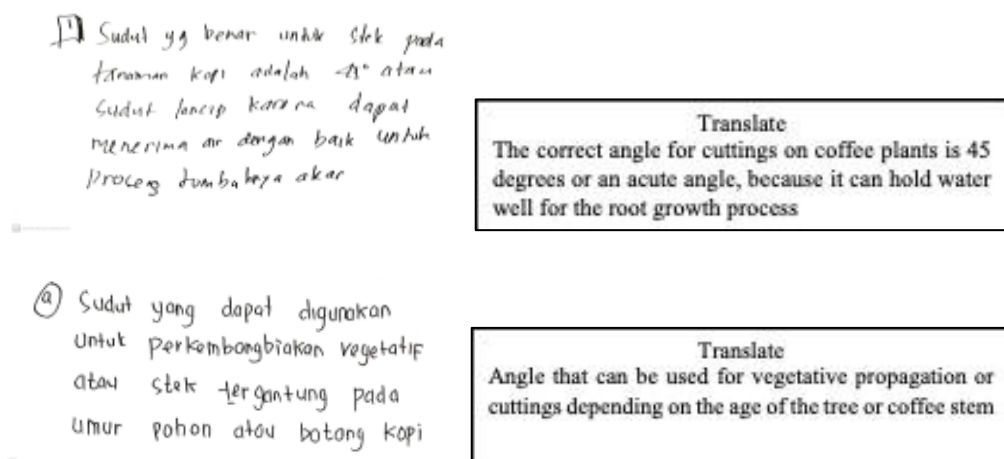 Sudut yg benar untuk stek pada
tanaman kopi adalah 45° atau
sudut lancip karena dapat
menerima air dengan baik untuk
proses tumbuhnya akar
Translate
The correct angle for cuttings on coffee plants is 45
degrees or an acute angle, because it can hold water
well for the root growth process
a Sudut yang dapat digunakan
untuk perkembangbiakan vegetatif
atau stek tergantung pada
umur pohon atau batang kopi
Translate
Angle that can be used for vegetative propagation or
cuttings depending on the age of the tree or coffee stem